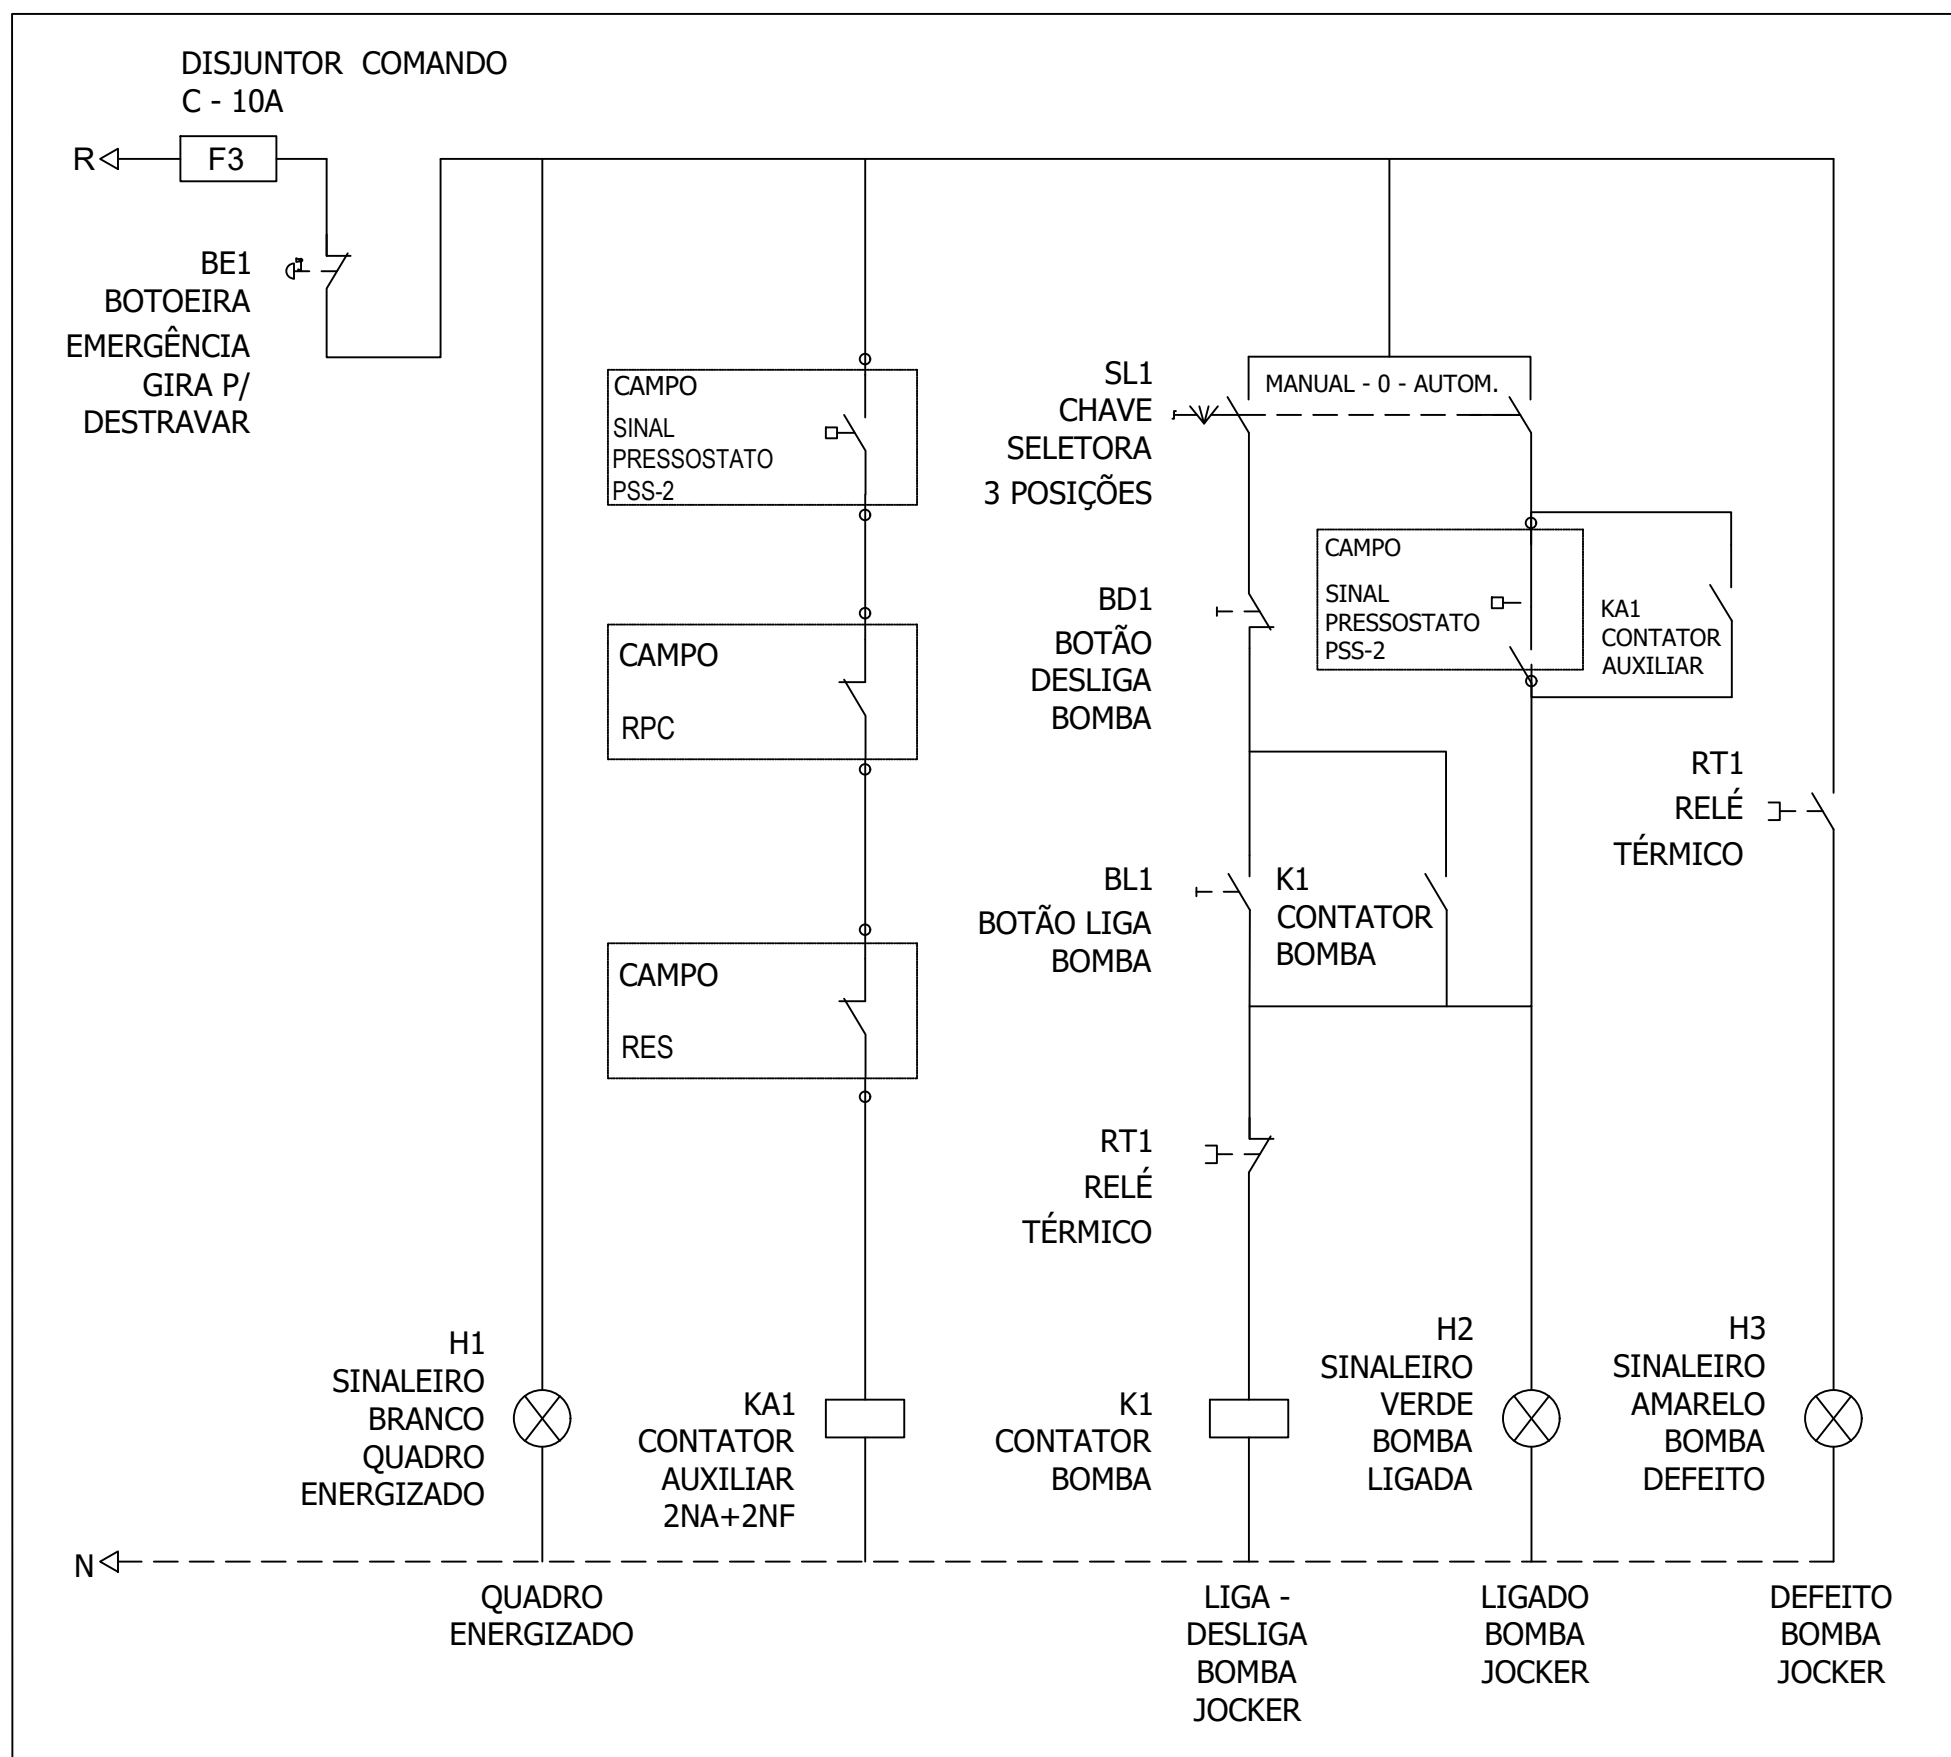 DISJUNTOR COMANDO
C - 10A
R
F3
BE1
BOTOEIRA
EMERGÊNCIA
GIRA P/
DESTRAVAR
CAMPO
SINAL
PRESSOSTATO
PSS-2
CAMPO
RPC
CAMPO
RES
SL1
CHAVE
SELETORA
3 POSIÇÕES
MANUAL - 0 - AUTOM.
CAMPO
SINAL
PRESSOSTATO
PSS-2
KA1
CONTATOR
AUXILIAR
BD1
BOTÃO
DESLIGA
BOMBA
BL1
BOTÃO LIGA
BOMBA
K1
CONTATOR
BOMBA
RT1
RELÉ
TÉRMICO
RT1
RELÉ
TÉRMICO
H1
SINALEIRO
BRANCO
QUADRO
ENERGIZADO
KA1
CONTATOR
AUXILIAR
2NA+2NF
K1
CONTATOR
BOMBA
H2
SINALEIRO
VERDE
BOMBA
LIGADA
H3
SINALEIRO
AMARELO
BOMBA
DEFEITO
N
QUADRO
ENERGIZADO
LIGA -
DESLIGA
BOMBA
JOCKER
LIGADO
BOMBA
JOCKER
DEFEITO
BOMBA
JOCKER